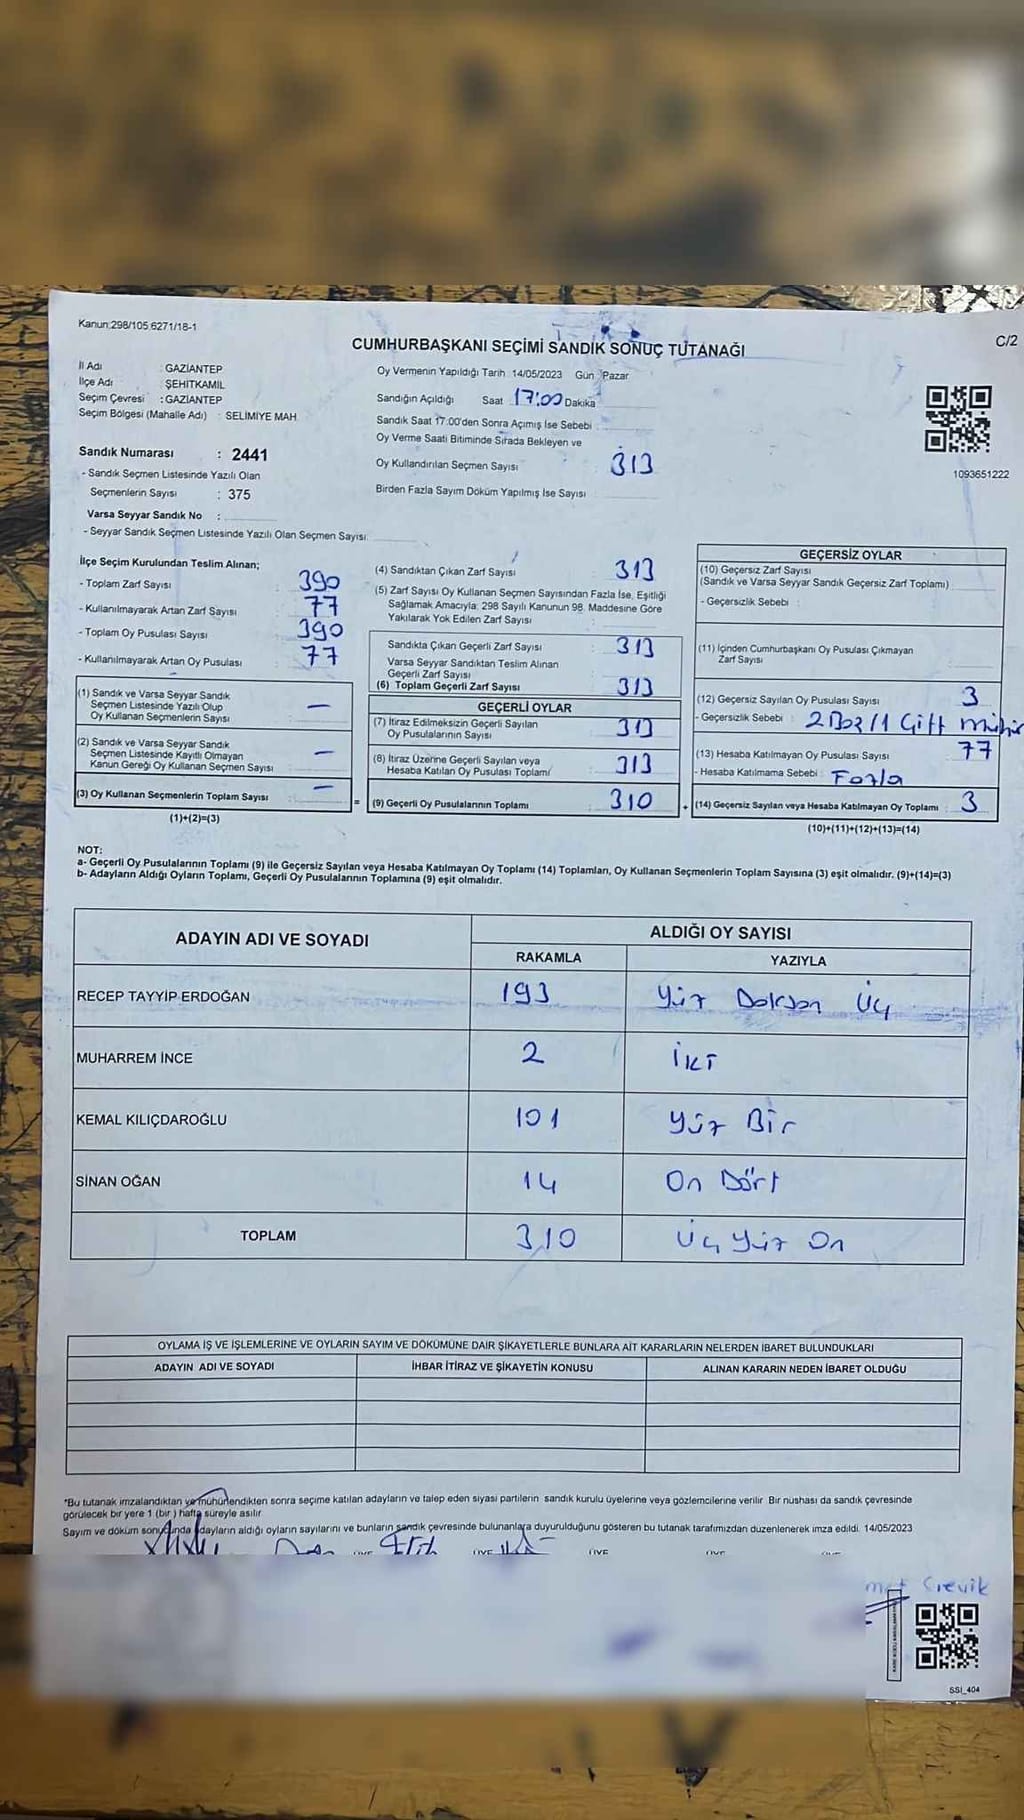 Kanun:298/105.6271/18-1
C/2
CUMHURBAŞKANI SEÇİMİ SANDIK SONUÇ TUTANAĞI
İl Adı : GAZİANTEP
İlçe Adı : ŞEHİTKAMİL
Seçim Çevresi : GAZİANTEP
Seçim Bölgesi (Mahalle Adı) : SELİMİYE MAH.
Sandık Numarası : 2441
- Sandık Seçmen Listesinde Yazılı Olan
Seçmenlerin Sayısı : 375
Varsa Seyyar Sandık No :
- Seyyar Sandık Seçmen Listesinde Yazılı Olan Seçmen Sayısı:
Oy Vermenin Yapıldığı Tarih 14/05/2023 Gün : Pazar
Sandığın Açıldığı Saat 17:00 Dakika
Sandık Saat 17:00'den Sonra Açımış İse Sebebi
Oy Verme Saati Bitiminde Sırada Bekleyen ve
Oy Kullandırılan Seçmen Sayısı : 313
Birden Fazla Sayım Döküm Yapılmış İse Sayısı :
1093651222
İlçe Seçim Kurulundan Teslim Alınan;
- Toplam Zarf Sayısı : 390
- Kullanılmayarak Artan Zarf Sayısı : 77
- Toplam Oy Pusulası Sayısı : 390
- Kullanılmayarak Artan Oy Pusulası : 77
(1) Sandık ve Varsa Seyyar Sandık
Seçmen Listesinde Yazılı Olup
Oy Kullanan Seçmenlerin Sayısı : —
(2) Sandık ve Varsa Seyyar Sandık
Seçmen Listesinde Kayıtlı Olmayan
Kanun Gereği Oy Kullanan Seçmen Sayısı : —
(3) Oy Kullanan Seçmenlerin Toplam Sayısı : —
(1)+(2)=(3)
=
(4) Sandıktan Çıkan Zarf Sayısı : 313
(5) Zarf Sayısı Oy Kullanan Seçmen Sayısından Fazla İse, Eşitliği
Sağlamak Amacıyla; 298 Sayılı Kanunun 98. Maddesine Göre
Yakılarak Yok Edilen Zarf Sayısı :
Sandıkta Çıkan Geçerli Zarf Sayısı : 313
Varsa Seyyar Sandıktan Teslim Alınan
Geçerli Zarf Sayısı :
(6) Toplam Geçerli Zarf Sayısı : 313
GEÇERLİ OYLAR
(7) İtiraz Edilmeksizin Geçerli Sayılan
Oy Pusulalarının Sayısı : 313
(8) İtiraz Üzerine Geçerli Sayılan veya
Hesaba Katılan Oy Pusulası Toplamı : 313
(9) Geçerli Oy Pusulalarının Toplamı : 310
+
GEÇERSİZ OYLAR
(10) Geçersiz Zarf Sayısı
(Sandık ve Varsa Seyyar Sandık Geçersiz Zarf Toplamı) :
- Geçersizlik Sebebi :
(11) İçinden Cumhurbaşkanı Oy Pusulası Çıkmayan
Zarf Sayısı :
(12) Geçersiz Sayılan Oy Pusulası Sayısı : 3
- Geçersizlik Sebebi : 2 Boz/1 Çift mühür
(13) Hesaba Katılmayan Oy Pusulası Sayısı : 77
- Hesaba Katılmama Sebebi : Fazla
(14) Geçersiz Sayılan veya Hesaba Katılmayan Oy Toplamı : 3
(10)+(11)+(12)+(13)=(14)
NOT:
a- Geçerli Oy Pusulalarının Toplamı (9) ile Geçersiz Sayılan veya Hesaba Katılmayan Oy Toplamı (14) Toplamları, Oy Kullanan Seçmenlerin Toplam Sayısına (3) eşit olmalıdır. (9)+(14)=(3)
b- Adayların Aldığı Oyların Toplamı, Geçerli Oy Pusulalarının Toplamına (9) eşit olmalıdır.
ADAYIN ADI VE SOYADI ALDIĞI OY SAYISI
RAKAMLA YAZIYLA
RECEP TAYYİP ERDOĞAN 193 Yüz Doksan Üç
MUHARREM İNCE 2 İki
KEMAL KILIÇDAROĞLU 101 Yüz Bir
SİNAN OĞAN 14 On Dört
TOPLAM 310 Üç Yüz On
OYLAMA İŞ VE İŞLEMLERİNE VE OYLARIN SAYIM VE DÖKÜMÜNE DAİR ŞİKAYETLERLE BUNLARA AİT KARARLARIN NELERDEN İBARET BULUNDUKLARI
ADAYIN ADI VE SOYADI İHBAR İTİRAZ VE ŞİKAYETİN KONUSU ALINAN KARARIN NEDEN İBARET OLDUĞU
*Bu tutanak imzalandıktan ve mühürlendikten sonra seçime katılan adayların ve talep eden siyasi partilerin sandık kurulu üyelerine veya gözlemcilerine verilir. Bir nüshası da sandık çevresinde
görülecek bir yere 1 (bir ) hafta süreyle asılır.
Sayım ve döküm sonucunda adayların aldığı oyların sayılarını ve bunların sandık çevresinde bulunanlara duyurulduğunu gösteren bu tutanak tarafımızdan düzenlenerek imza edildi. 14/05/2023
SSI_404